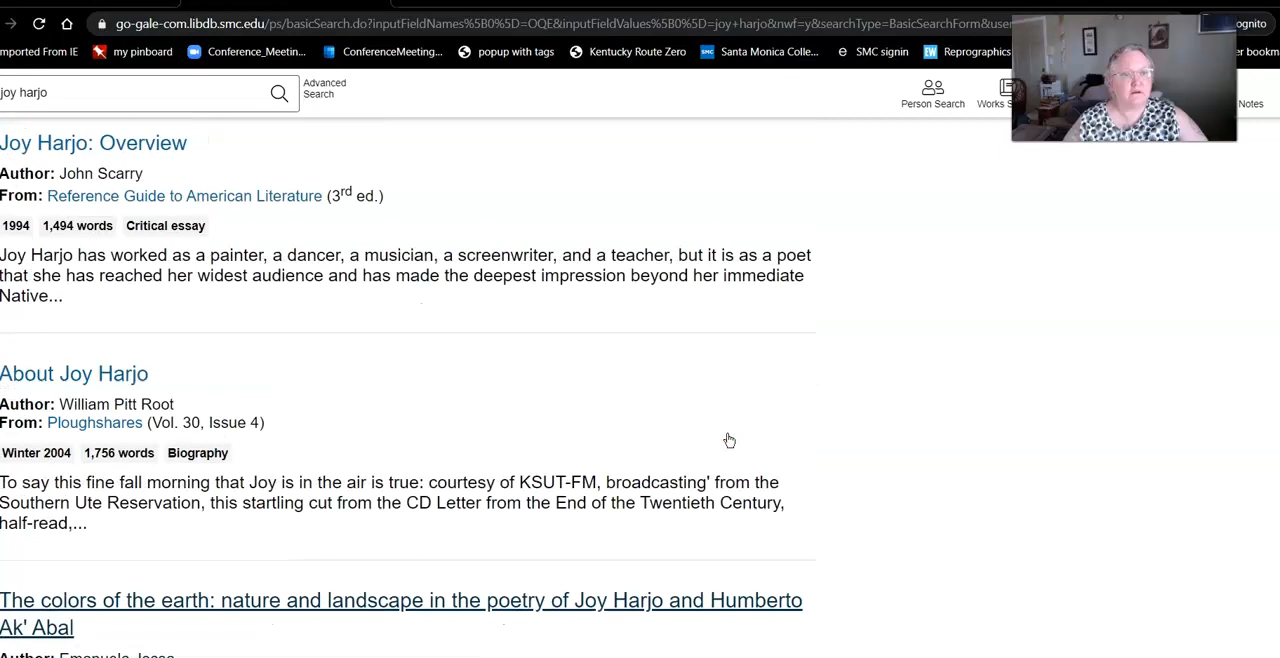 go-gale-com.libdb.smc.edu/ps/basicSearch.do?inputFieldNames%5B0%5D=OQE&inputFieldValues%5B0%5D=joy+harjo&nwf=y&searchType=BasicSearchForm&user
ognito
mported From IE my pinboard Conference_Meetin... ConferenceMeeting... popup with tags Kentucky Route Zero Santa Monica Colle... SMC signin Reprographics er bookma
joy harjo
Advanced
Search
Person Search Works S Notes
Joy Harjo: Overview
Author: John Scarry
From: Reference Guide to American Literature (3rd ed.)
1994 1,494 words Critical essay
Joy Harjo has worked as a painter, a dancer, a musician, a screenwriter, and a teacher, but it is as a poet
that she has reached her widest audience and has made the deepest impression beyond her immediate
Native...
About Joy Harjo
Author: William Pitt Root
From: Ploughshares (Vol. 30, Issue 4)
Winter 2004 1,756 words Biography
To say this fine fall morning that Joy is in the air is true: courtesy of KSUT-FM, broadcasting' from the
Southern Ute Reservation, this startling cut from the CD Letter from the End of the Twentieth Century,
half-read,...
The colors of the earth: nature and landscape in the poetry of Joy Harjo and Humberto
Ak' Abal
Author: